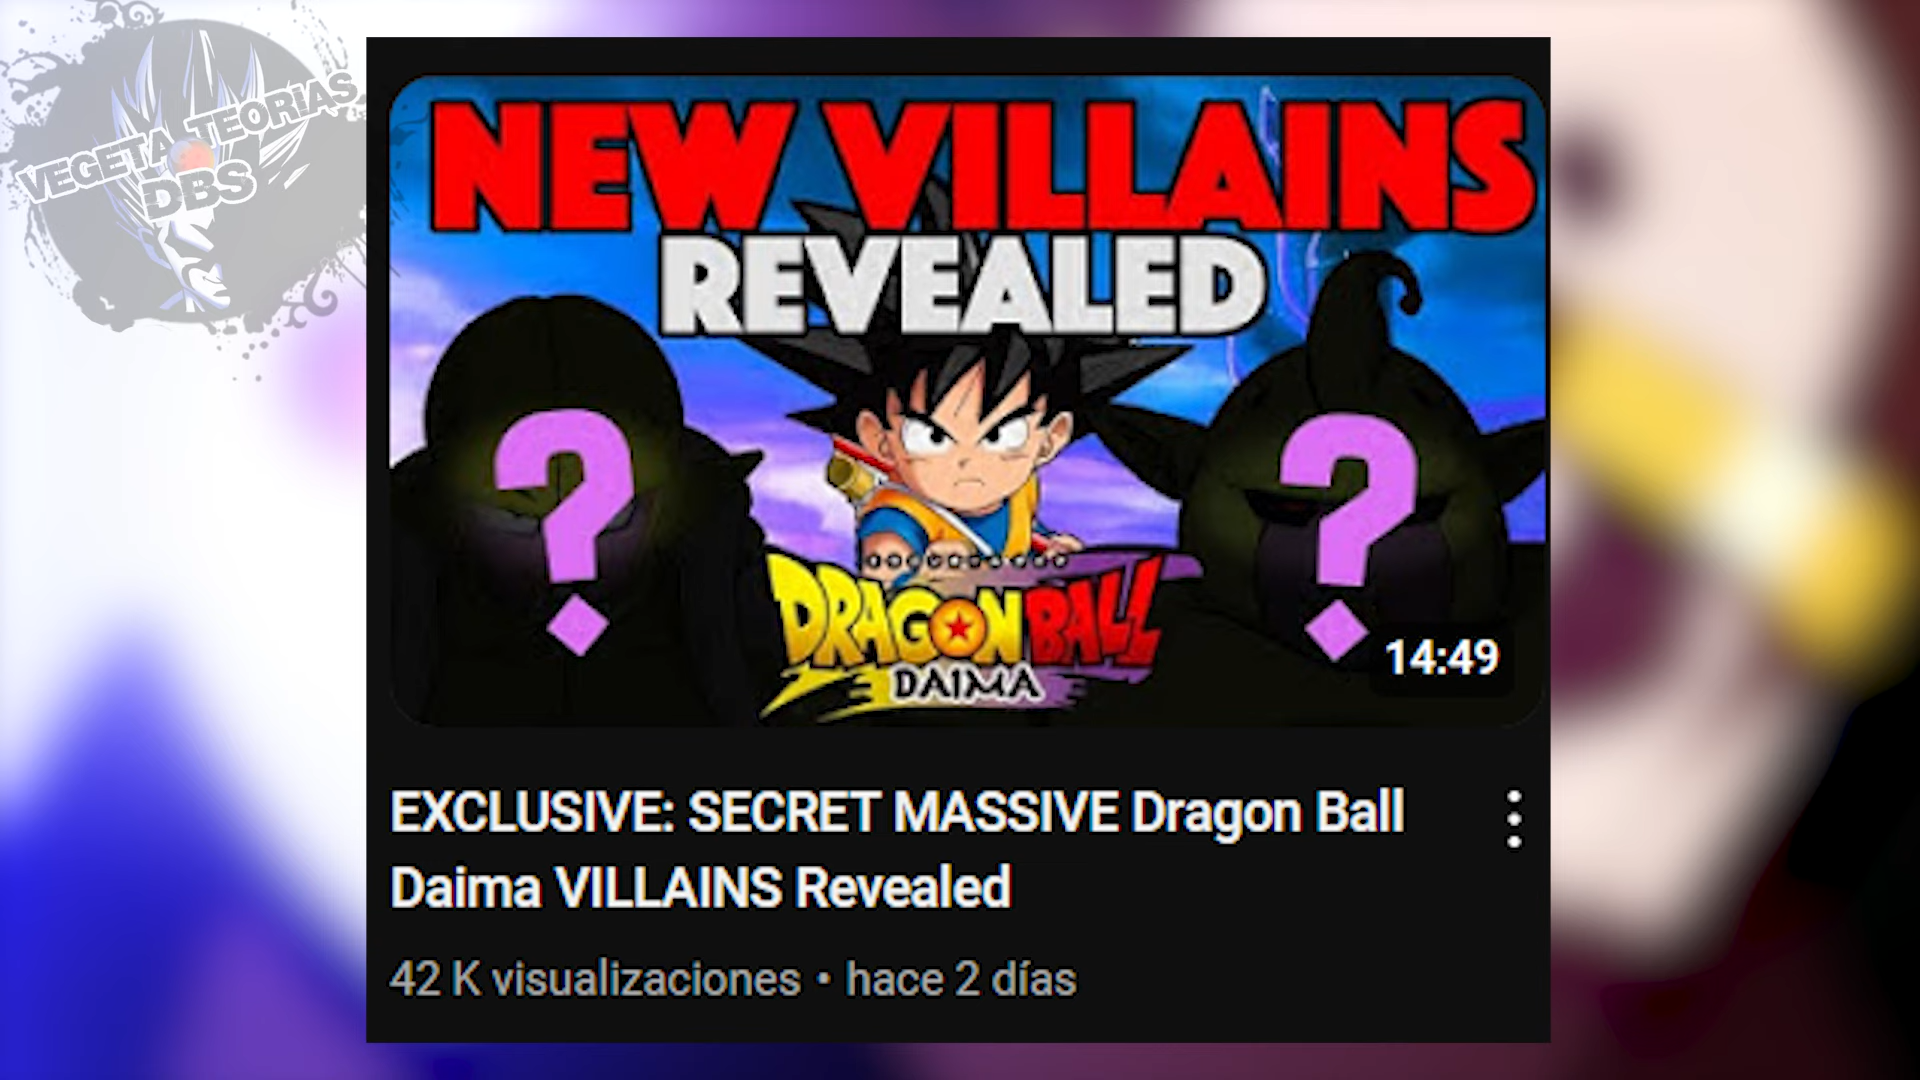 VEGETA TEORIAS
DBS
NEW VILLAINS
REVEALED
?
?
DRAGON BALL
DAIMA
14:49
EXCLUSIVE: SECRET MASSIVE Dragon Ball
Daima VILLAINS Revealed
42 K visualizaciones • hace 2 días